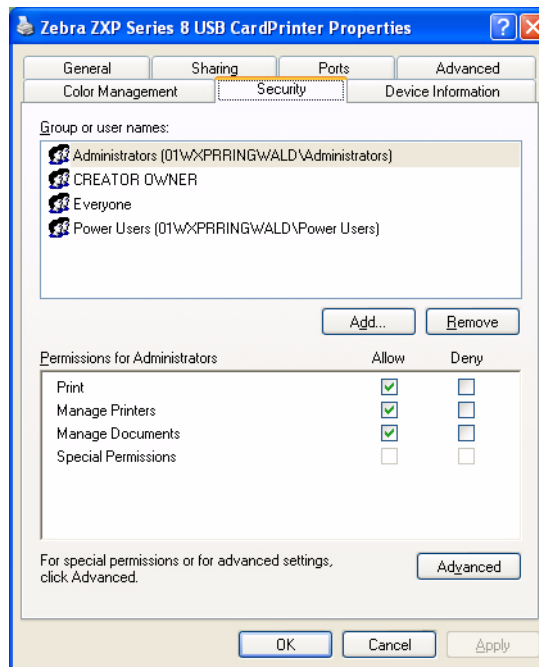 Zebra ZXP Series 8 USB CardPrinter Properties
General Sharing Ports Advanced
Color Management Security Device Information
Group or user names:
Administrators (01WXPRRINGWALD\Administrators)
CREATOR OWNER
Everyone
Power Users (01WXPRRINGWALD\Power Users)
Add... Remove
Permissions for Administrators Allow Deny
Print
Manage Printers
Manage Documents
Special Permissions
For special permissions or for advanced settings,
click Advanced.
Advanced
OK Cancel Apply